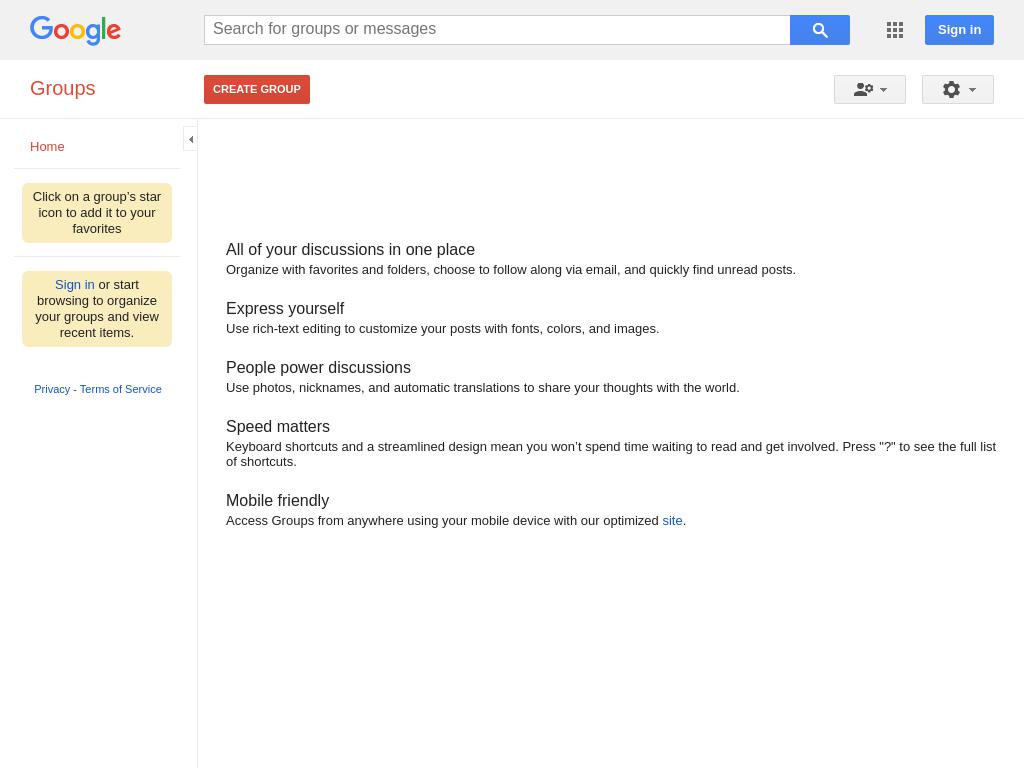 Google
Search for groups or messages
Sign in
Groups
CREATE GROUP
Home
Click on a group’s star
icon to add it to your
favorites
Sign in or start
browsing to organize
your groups and view
recent items.
Privacy - Terms of Service
All of your discussions in one place
Organize with favorites and folders, choose to follow along via email, and quickly find unread posts.
Express yourself
Use rich-text editing to customize your posts with fonts, colors, and images.
People power discussions
Use photos, nicknames, and automatic translations to share your thoughts with the world.
Speed matters
Keyboard shortcuts and a streamlined design mean you won’t spend time waiting to read and get involved. Press "?" to see the full list
of shortcuts.
Mobile friendly
Access Groups from anywhere using your mobile device with our optimized site.